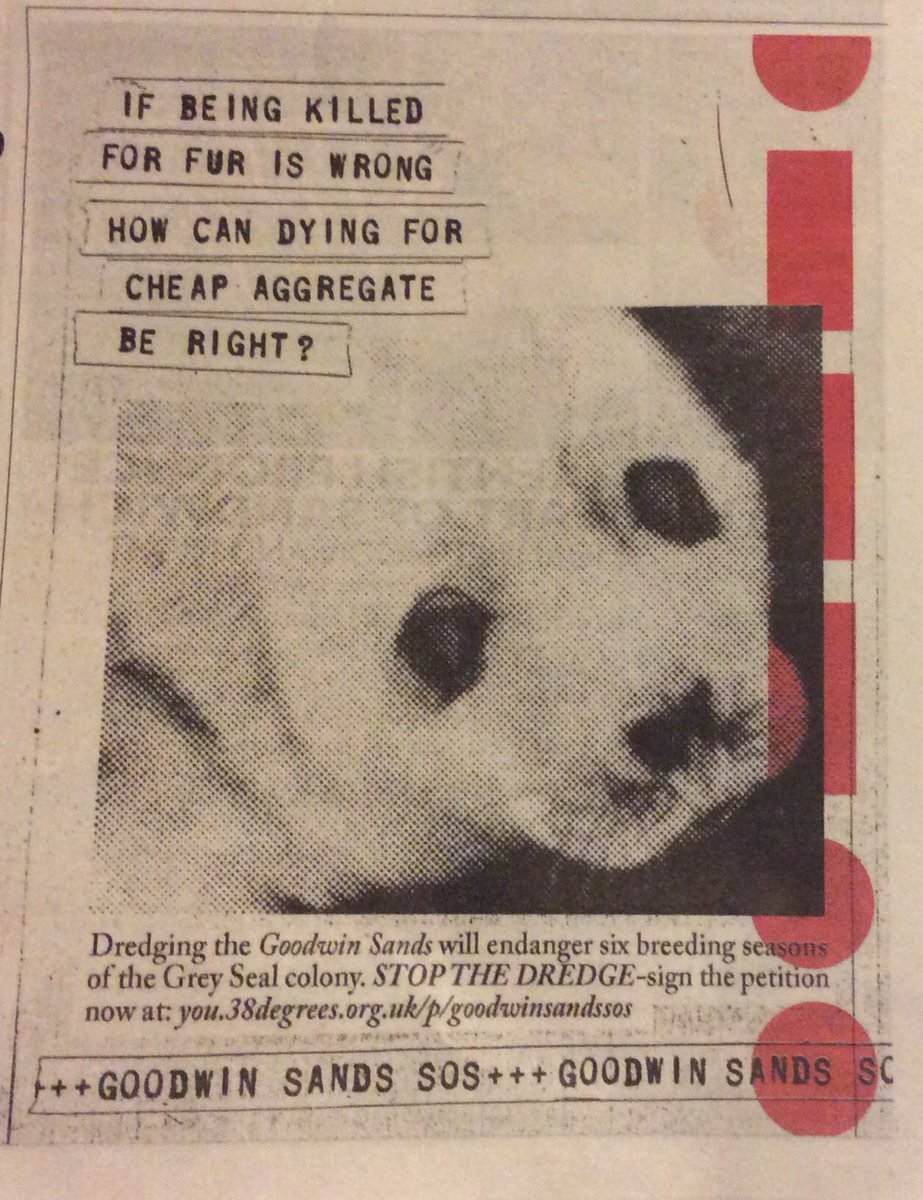 IF BEING KILLED
FOR FUR IS WRONG
HOW CAN DYING FOR
CHEAP AGGREGATE
BE RIGHT?
Dredging the Goodwin Sands will endanger six breeding seasons
of the Grey Seal colony. STOP THE DREDGE-sign the petition
now at: you.38degrees.org.uk/p/goodwinsandssos
+++GOODWIN SANDS SOS+++GOODWIN SANDS SO